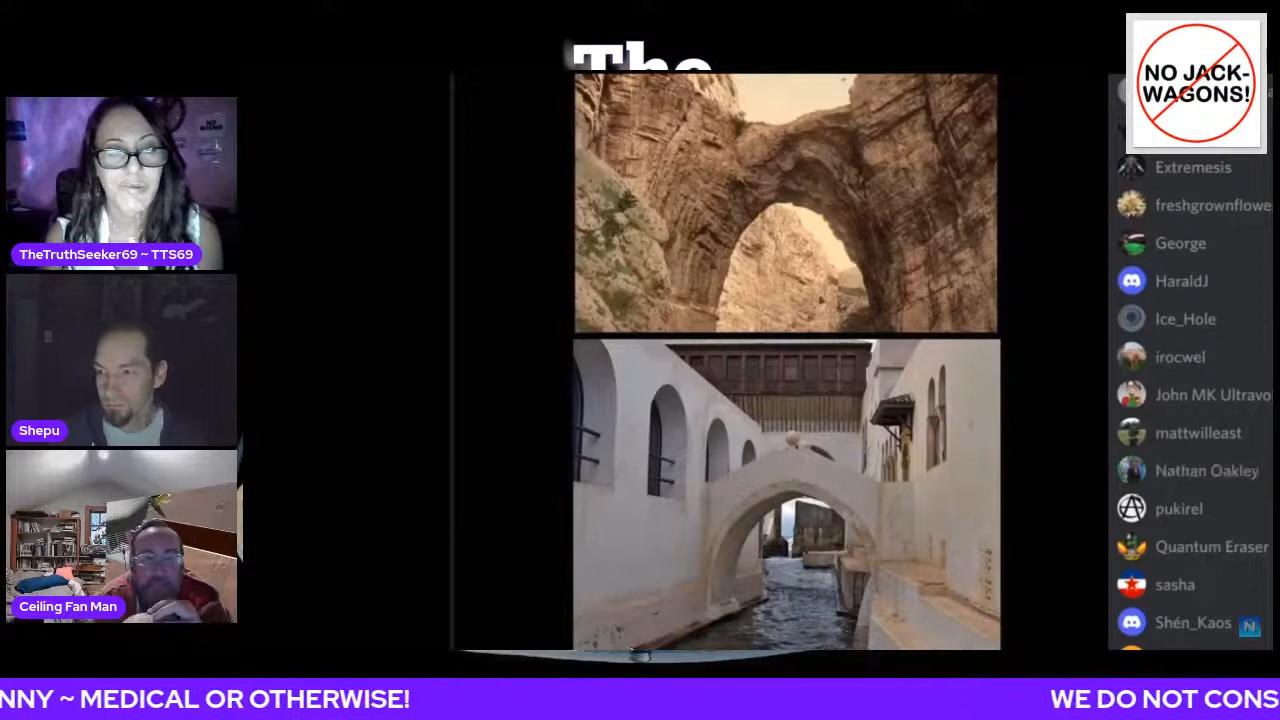 The
NO JACK-
WAGONS!
TheTruthSeeker69 ~ TTS69
Shepu
Ceiling Fan Man
Extremesis
freshgrownflowe
George
HaraldJ
Ice_Hole
irocwel
John MK Ultravo
mattwilleast
Nathan Oakley
pukirel
Quantum Eraser
sasha
Shén_Kaos
N
NNY ~ MEDICAL OR OTHERWISE!
WE DO NOT CONS